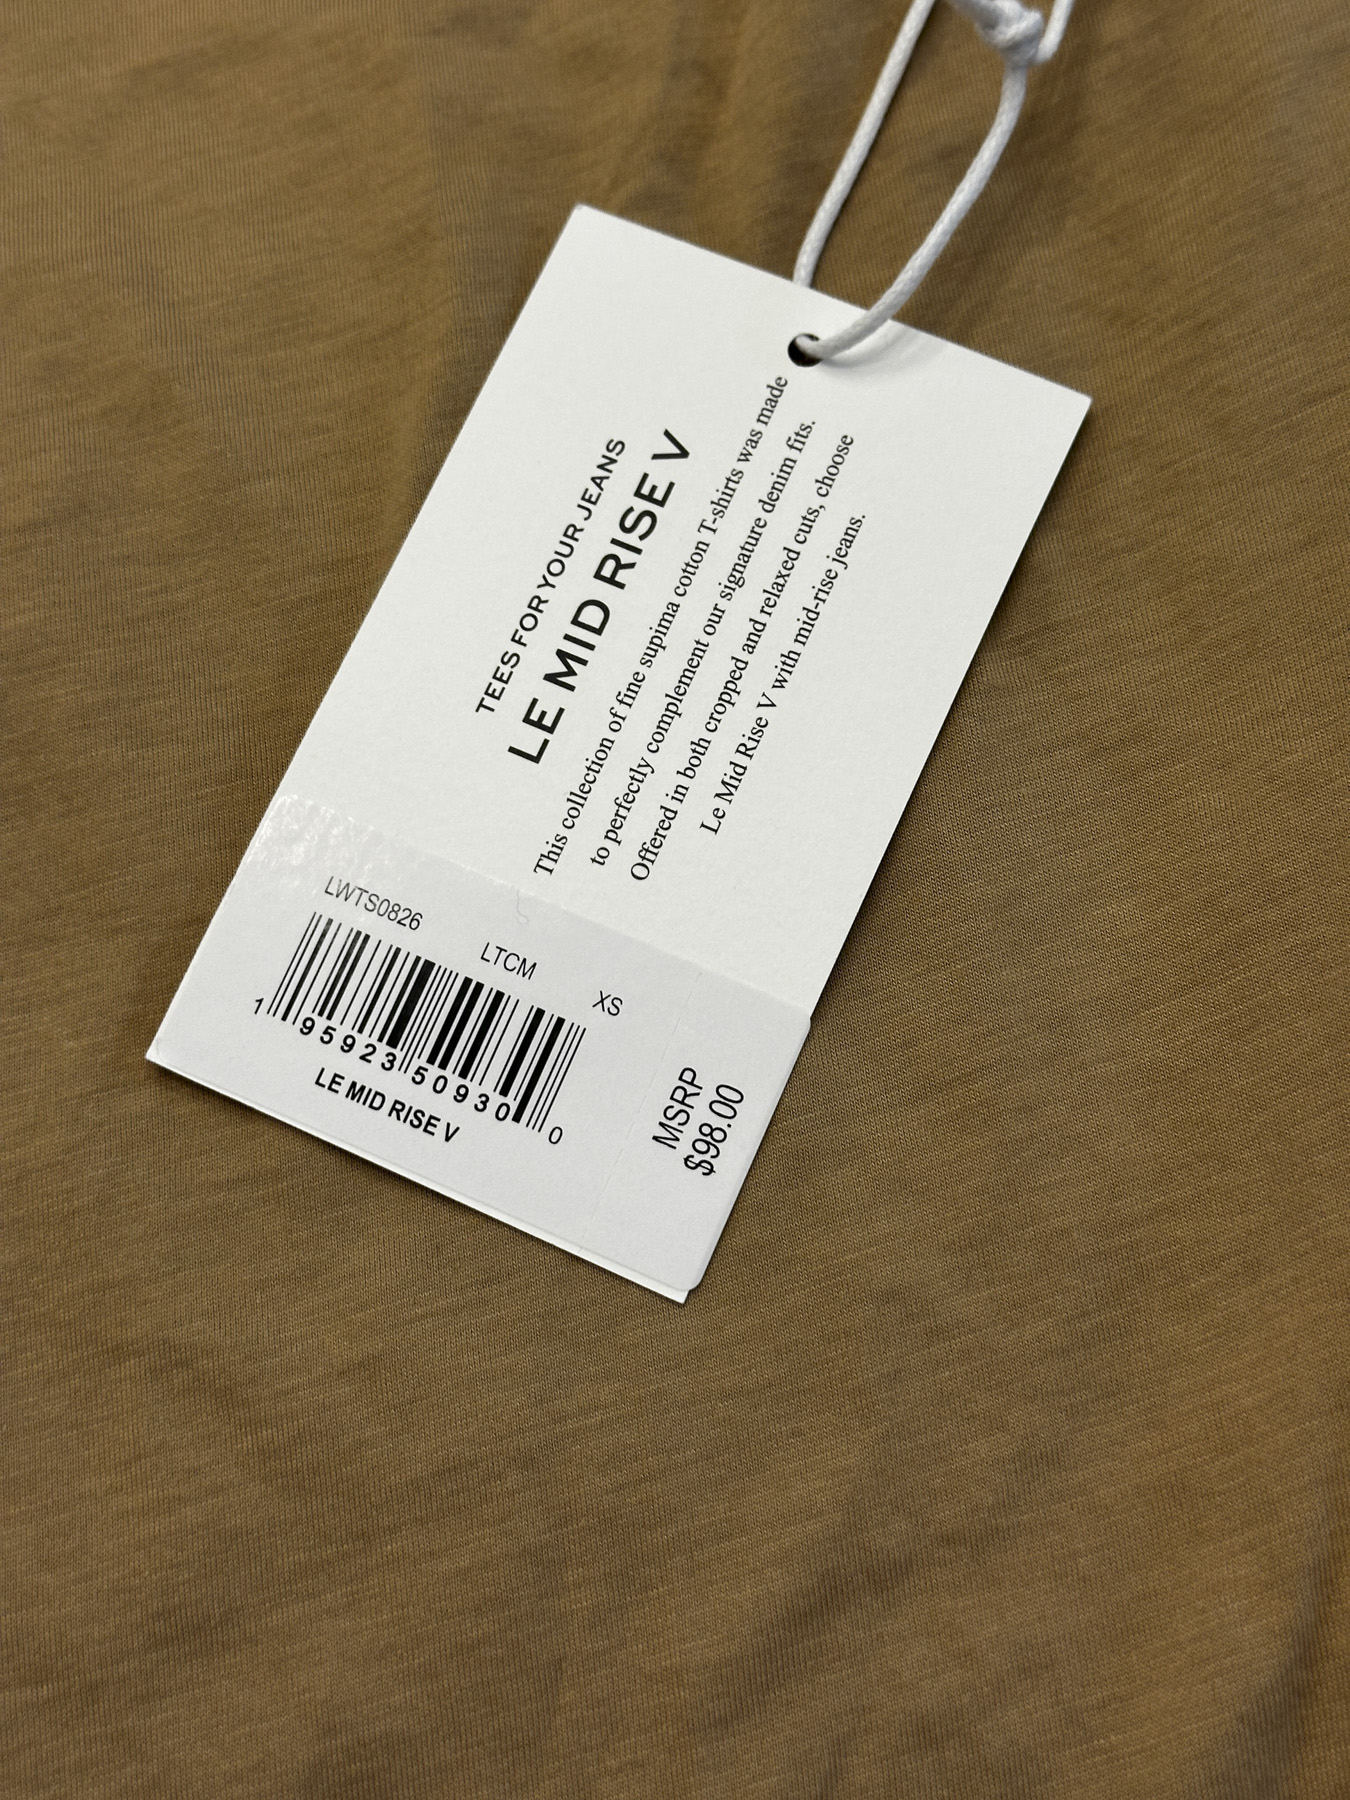 TEES FOR YOUR JEANS
LE MID RISE V
This collection of fine supima cotton T-shirts was made
to perfectly complement our signature denim fits.
Offered in both cropped and relaxed cuts, choose
Le Mid Rise V with mid-rise jeans.
LWTS0826 LTCM XS
1 95923 50930 0
LE MID RISE V
MSRP
$98.00